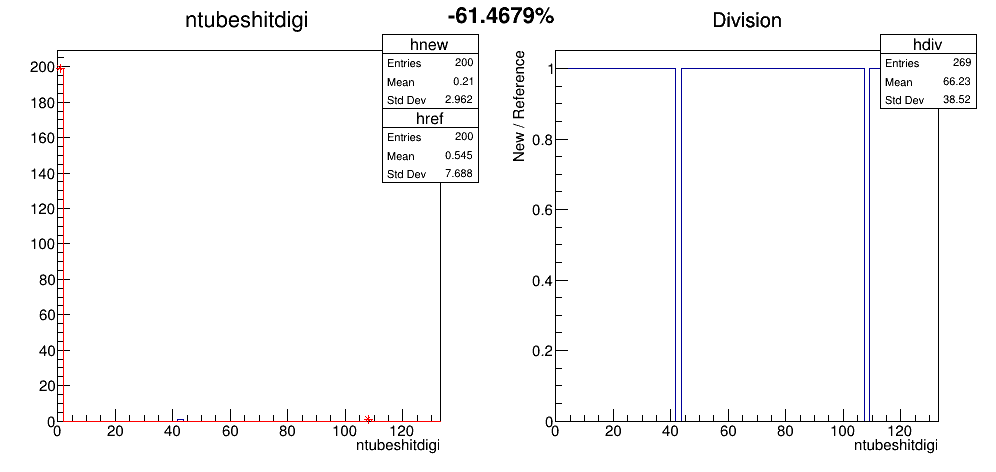 -61.4679%
ntubeshitdigi
hnew
Entries 200
Mean 0.21
Std Dev 2.962
href
Entries 200
Mean 0.545
Std Dev 7.688
200
180
160
140
120
100
80
60
40
20
0
0 20 40 60 80 100 120
ntubeshitdigi
Division
hdiv
Entries 269
Mean 66.23
Std Dev 38.52
New / Reference
1
0.8
0.6
0.4
0.2
0
0 20 40 60 80 100 120
ntubeshitdigi